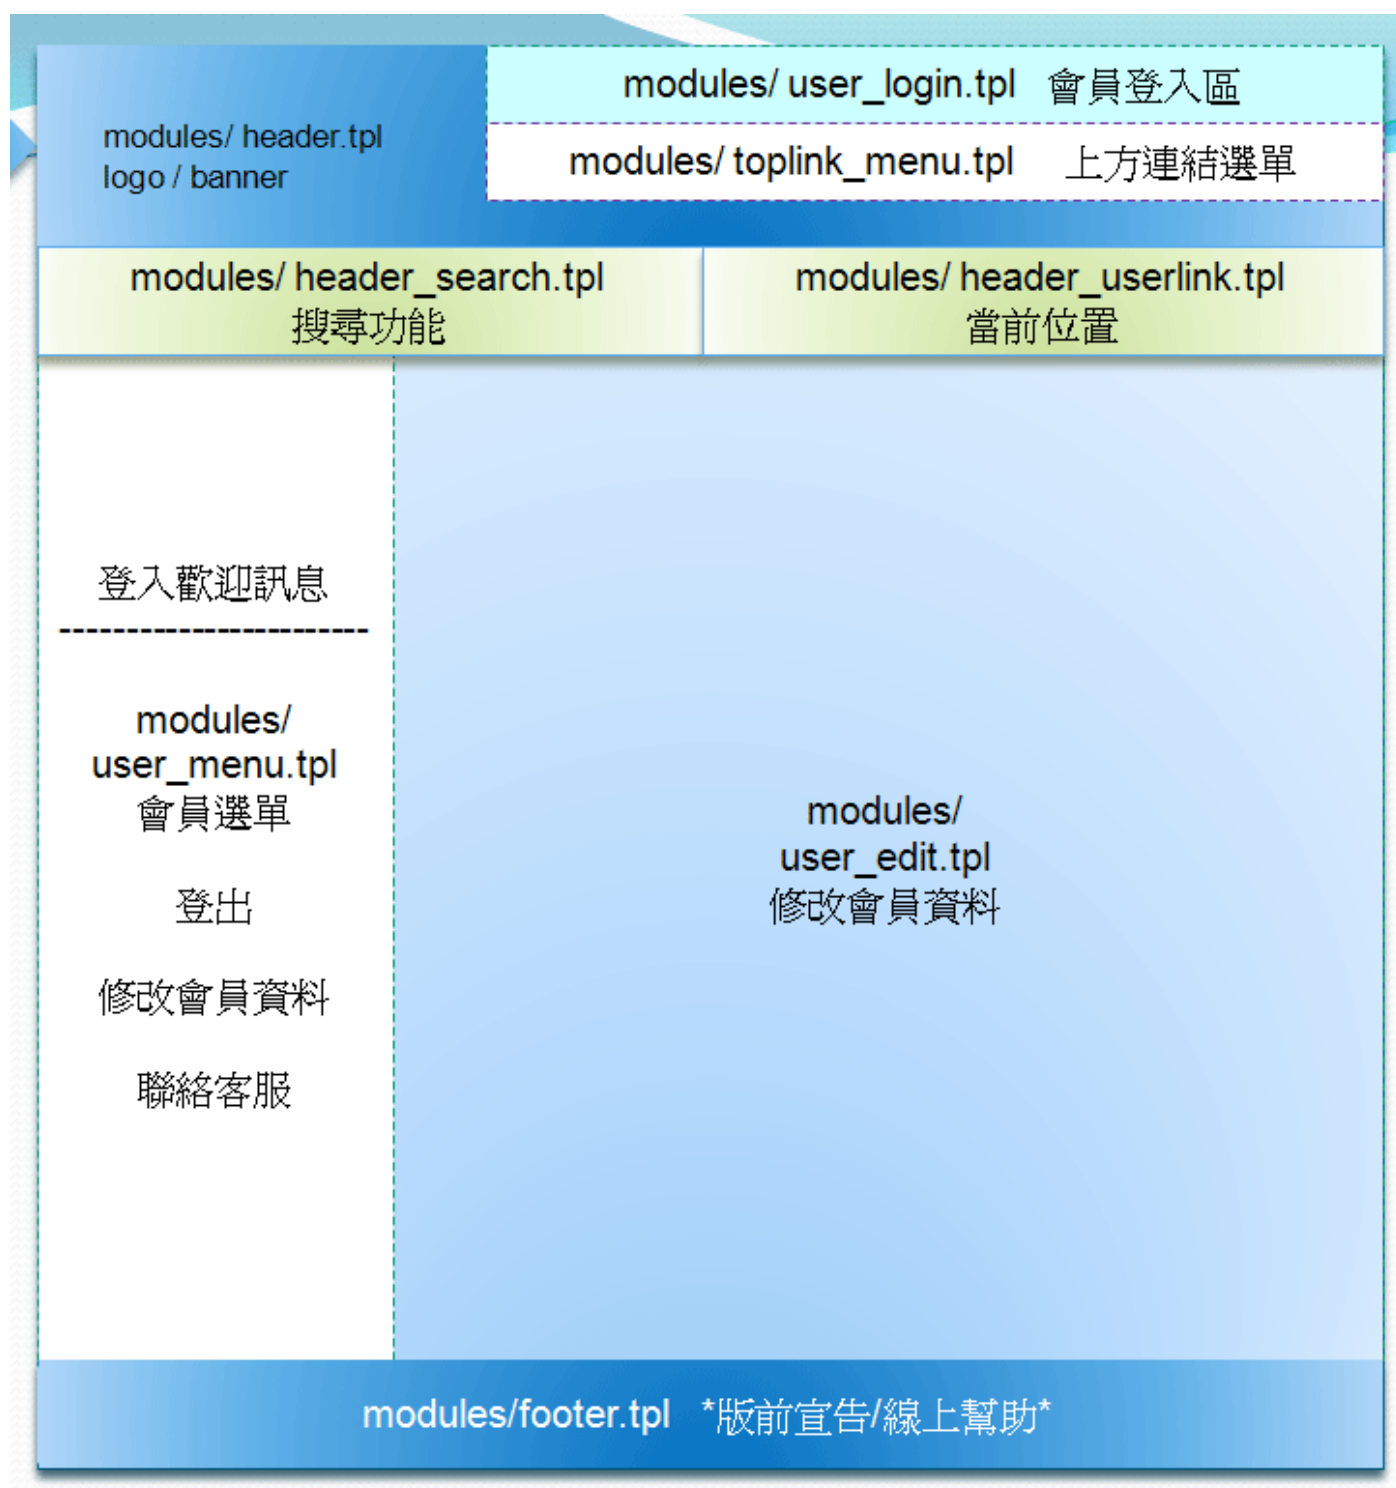 modules/ header.tpl
logo / banner
modules/ user_login.tpl 會員登入區
modules/ toplink_menu.tpl 上方連結選單
modules/ header_search.tpl
搜尋功能
modules/ header_userlink.tpl
當前位置
登入歡迎訊息
-----------------------
modules/
user_menu.tpl
會員選單
登出
修改會員資料
聯絡客服
modules/
user_edit.tpl
修改會員資料
modules/footer.tpl *版前宣告/線上幫助*